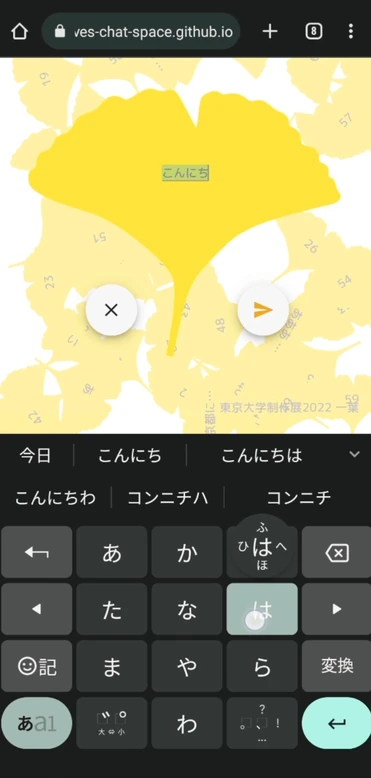 ves-chat-space.github.io
8
50
61
57
こんにち
51
26
23
54
48
17
36
42
59
東京大学制作展2022 一葉
今日
こんにち
こんにちは
こんにちわ
コンニチハ
コンニチ
あ
か
ふ
ひ
は
へ
ほ
た
な
は
記
ま
や
ら
変換
あa1
大⇔小
わ
。、?!
…